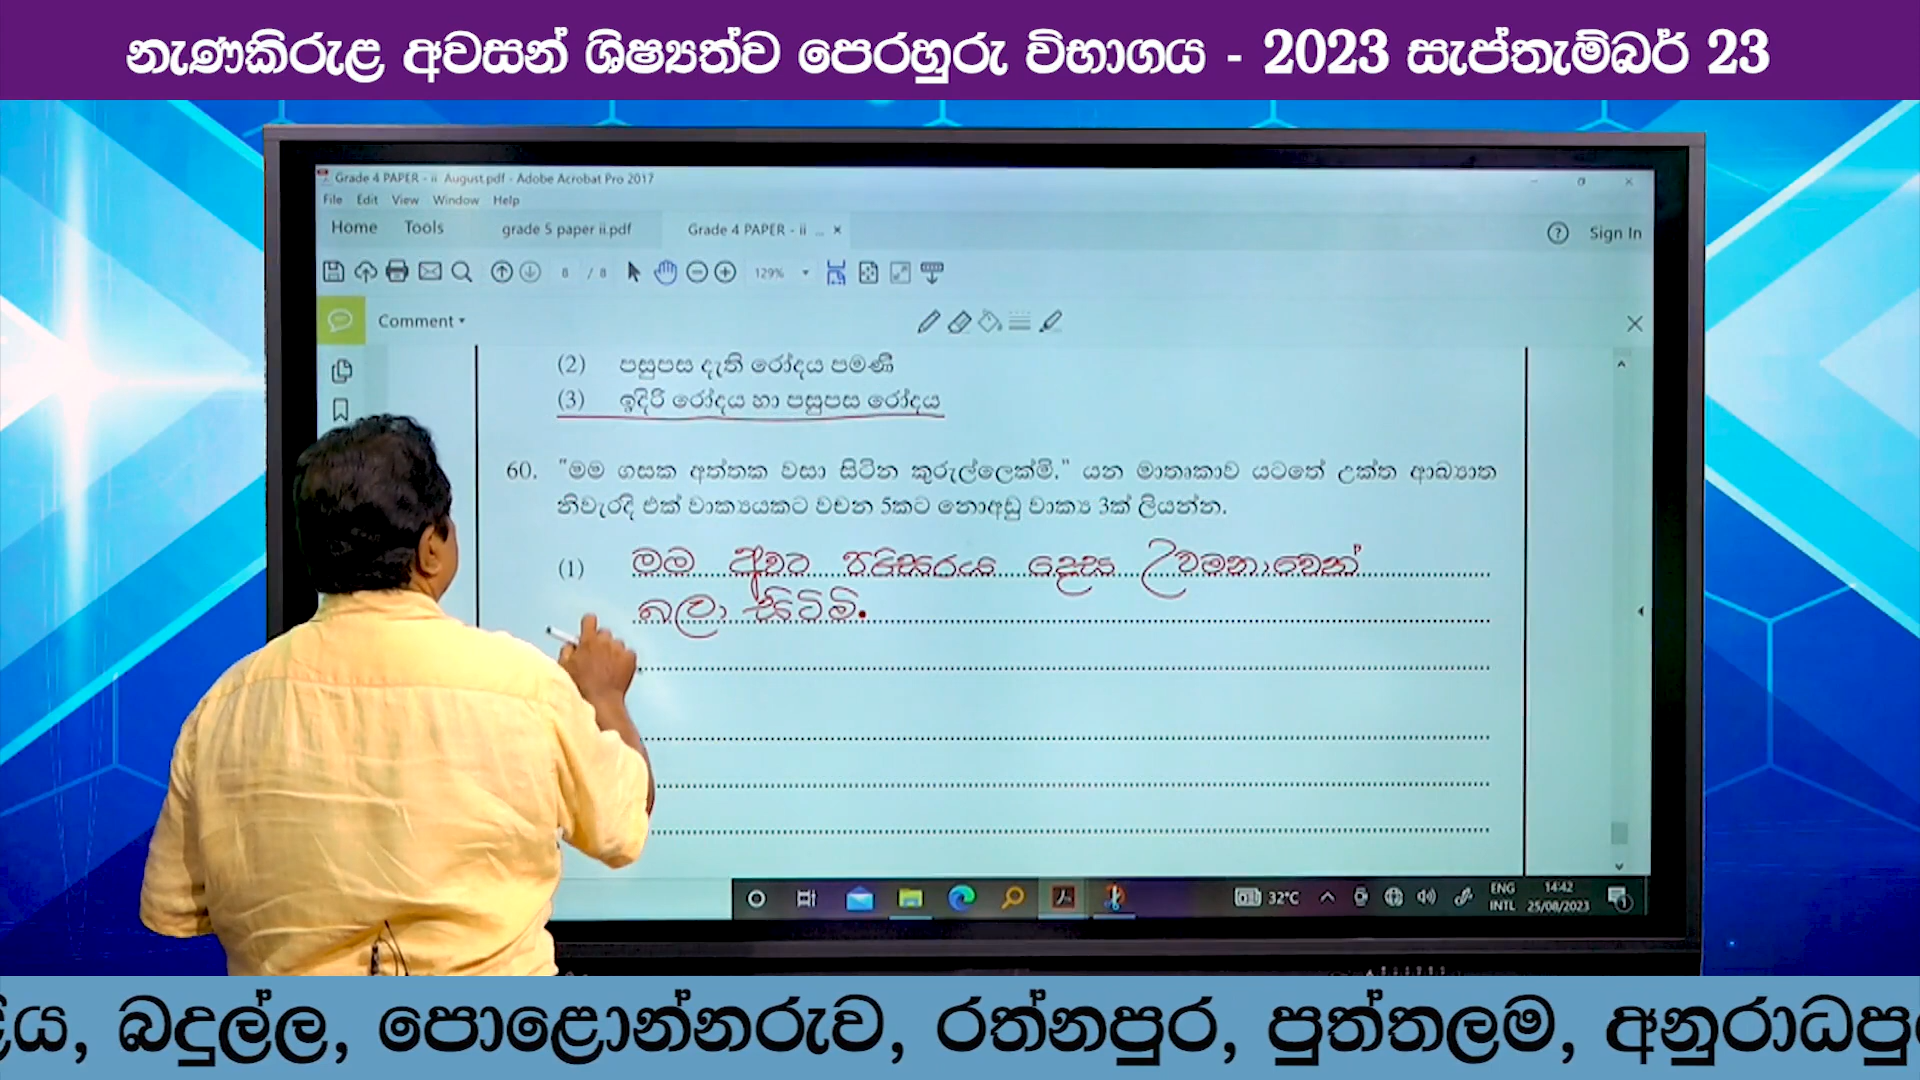 නැණකිරුළ අවසන් ශිෂ්‍යත්ව පෙරහුරු විභාගය - 2023 සැප්තැම්බර් 23
Grade 4 PAPER - ii August.pdf - Adobe Acrobat Pro 2017
File Edit View Window Help
Home Tools grade 5 paper ii.pdf Grade 4 PAPER - ii ... × ? Sign In
8 / 8 129%
Comment
(2) පසුපස දැති රෝදය පමණි
(3) ඉදිරි රෝදය හා පසුපස රෝදය
60. "මම ගසක අත්තක වසා සිටින කුරුල්ලෙක්මි." යන මාතෘකාව යටතේ උක්ත ආඛ්‍යාත
නිවැරදි එක් වාක්‍යයකට වචන 5කට නොඅඩු වාක්‍ය 3ක් ලියන්න.
(1) මම අවට පරිසරය දෙස උවමනාවෙන්
බලා සිටිමි.
32°C ENG INTL 14:42 25/08/2023 1
ය, බදුල්ල, පොළොන්නරුව, රත්නපුර, පුත්තලම, අනුරාධපු